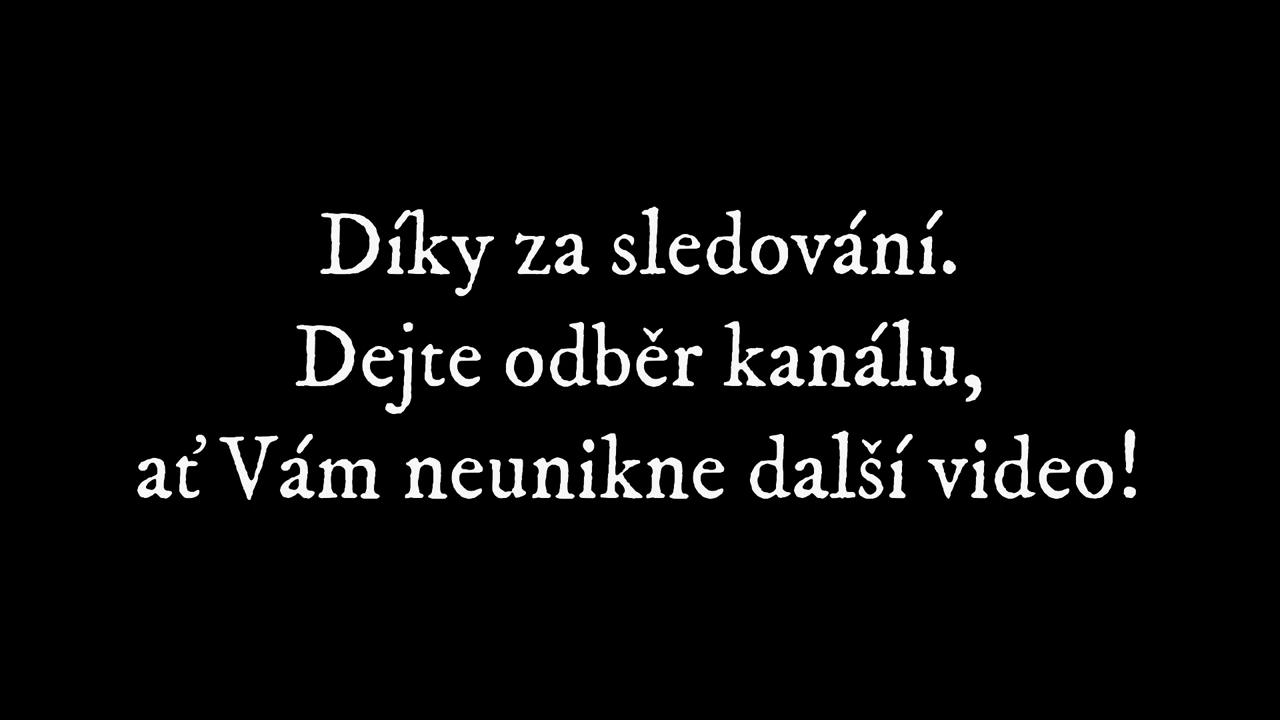 Díky za sledování.
Dejte odběr kanálu,
ať Vám neunikne další video!